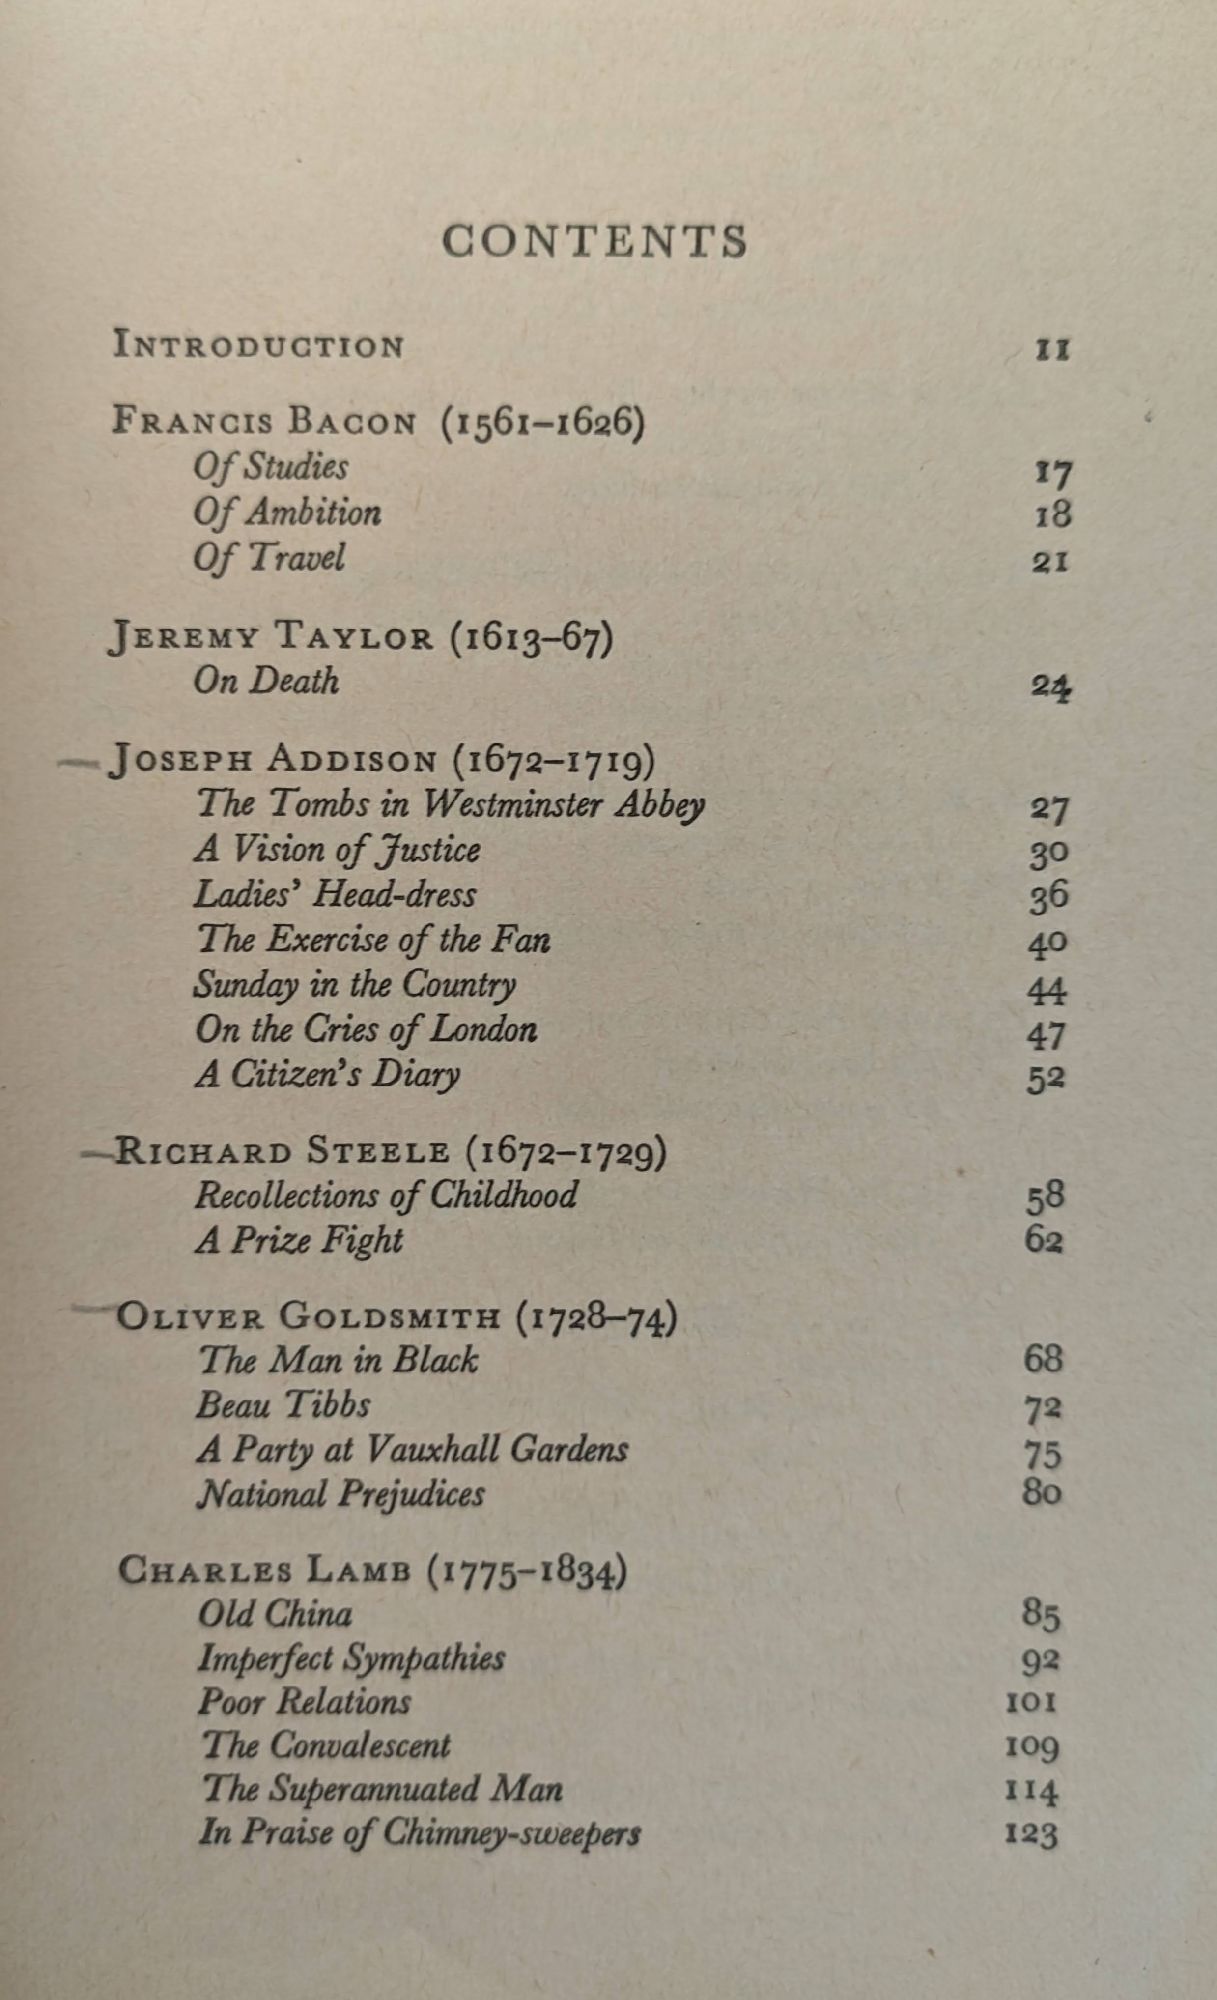 CONTENTS
INTRODUCTION 11
FRANCIS BACON (1561–1626)
Of Studies 17
Of Ambition 18
Of Travel 21
JEREMY TAYLOR (1613–67)
On Death 24
JOSEPH ADDISON (1672–1719)
The Tombs in Westminster Abbey 27
A Vision of Justice 30
Ladies’ Head-dress 36
The Exercise of the Fan 40
Sunday in the Country 44
On the Cries of London 47
A Citizen’s Diary 52
RICHARD STEELE (1672–1729)
Recollections of Childhood 58
A Prize Fight 62
OLIVER GOLDSMITH (1728–74)
The Man in Black 68
Beau Tibbs 72
A Party at Vauxhall Gardens 75
National Prejudices 80
CHARLES LAMB (1775–1834)
Old China 85
Imperfect Sympathies 92
Poor Relations 101
The Convalescent 109
The Superannuated Man 114
In Praise of Chimney-sweepers 123